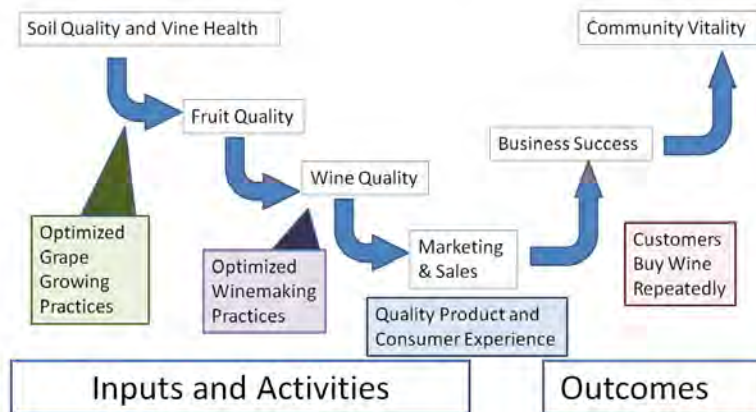 Soil Quality and Vine Health
Community Vitality
Fruit Quality
Business Success
Wine Quality
Optimized
Grape
Growing
Practices
Optimized
Winemaking
Practices
Marketing
& Sales
Customers
Buy Wine
Repeatedly
Quality Product and
Consumer Experience
Inputs and Activities
Outcomes